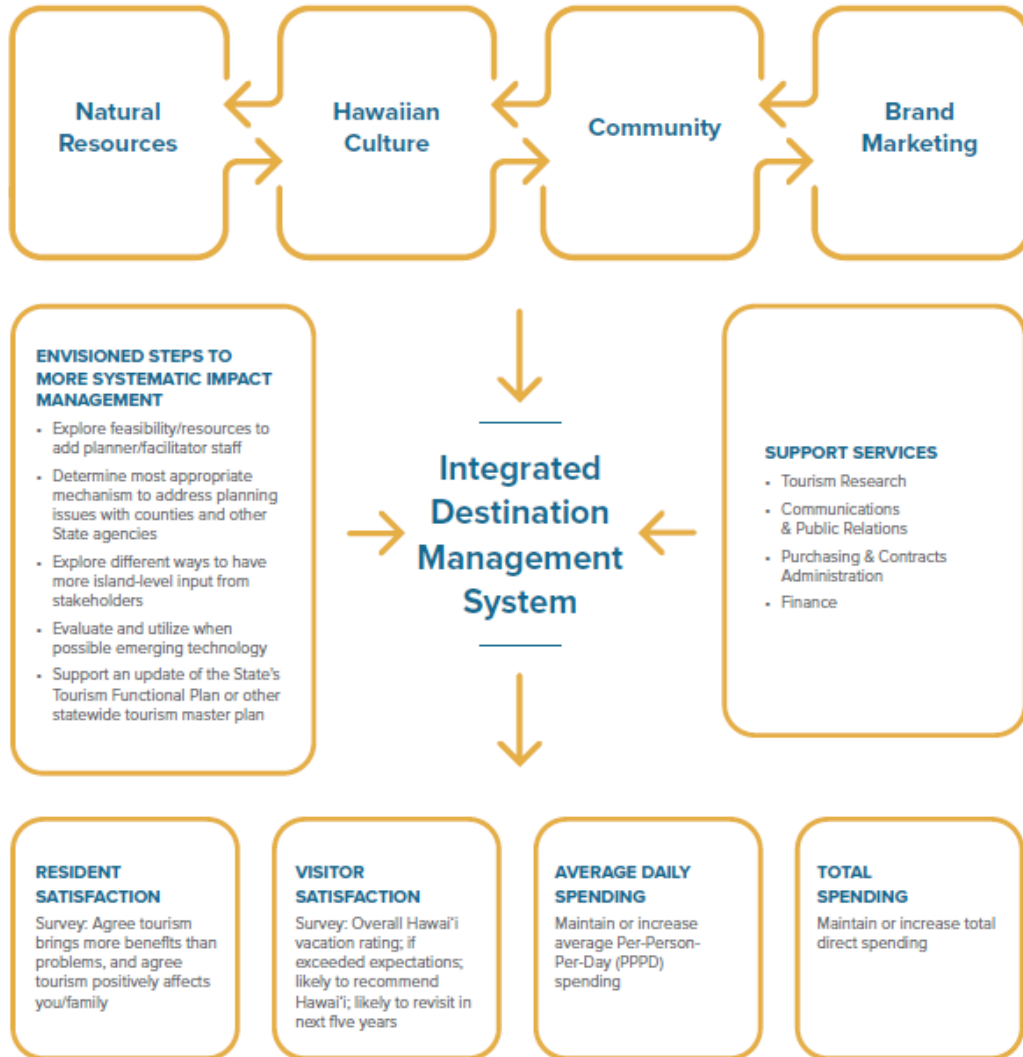 Natural
Resources
Hawaiian
Culture
Community
Brand
Marketing
ENVISIONED STEPS TO
MORE SYSTEMATIC IMPACT
MANAGEMENT
• Explore feasibility/resources to
add planner/facilitator staff
• Determine most appropriate
mechanism to address planning
issues with counties and other
State agencies
• Explore different ways to have
more island-level input from
stakeholders
• Evaluate and utilize when
possible emerging technology
• Support an update of the State's
Tourism Functional Plan or other
statewide tourism master plan
Integrated
Destination
Management
System
SUPPORT SERVICES
• Tourism Research
• Communications
& Public Relations
• Purchasing & Contracts
Administration
• Finance
RESIDENT
SATISFACTION
Survey: Agree tourism
brings more benefits than
problems, and agree
tourism positively affects
you/family
VISITOR
SATISFACTION
Survey: Overall Hawai‘i
vacation rating; if
exceeded expectations;
likely to recommend
Hawai‘i; likely to revisit in
next five years
AVERAGE DAILY
SPENDING
Maintain or increase
average Per-Person-
Per-Day (PPPD)
spending
TOTAL
SPENDING
Maintain or increase total
direct spending